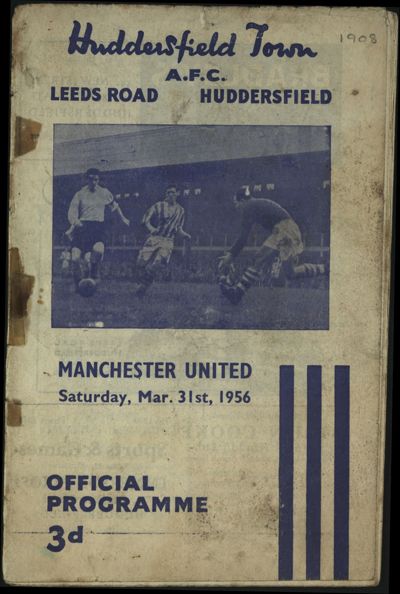 Huddersfield Town
1908
A.F.C.
LEEDS ROAD HUDDERSFIELD
MANCHESTER UNITED
Saturday, Mar. 31st, 1956
OFFICIAL
PROGRAMME
3d